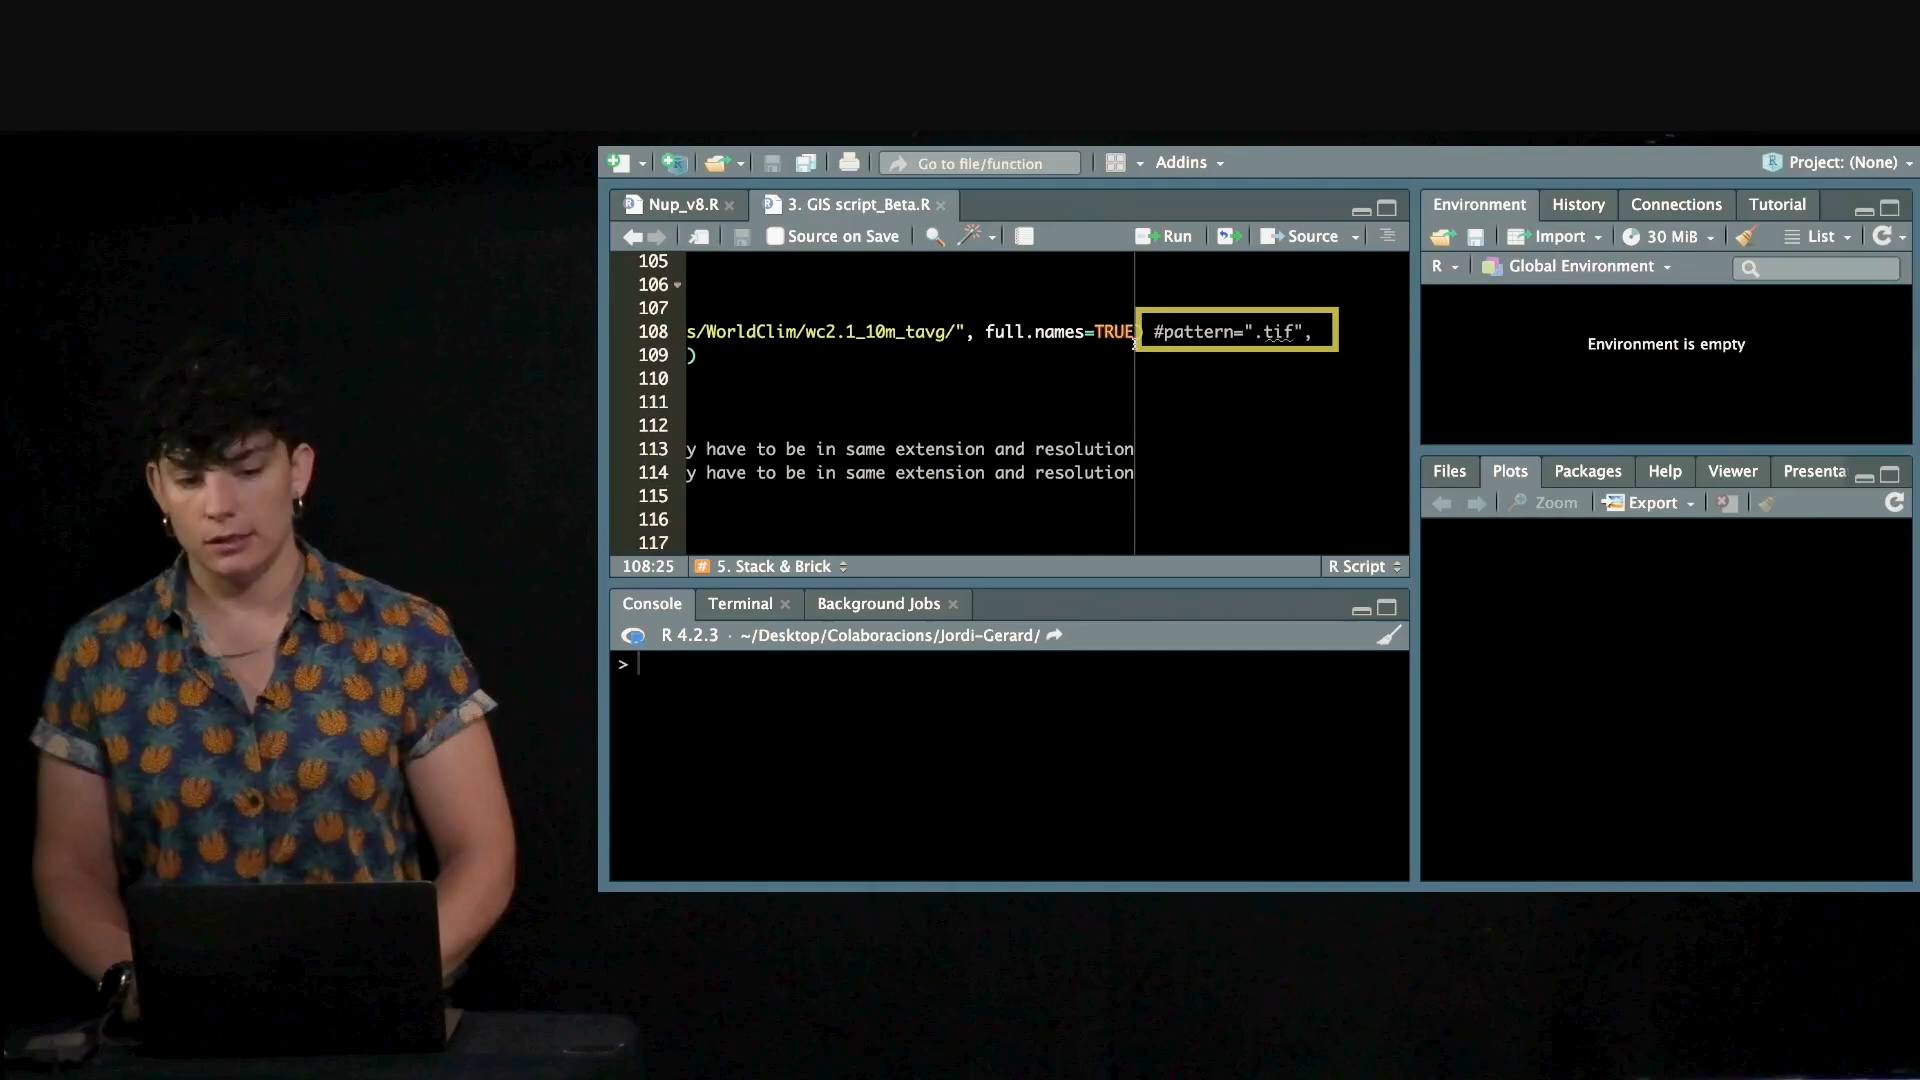 Go to file/function
Addins
Project: (None)
Nup_v8.R
3. GIS script_Beta.R
Source on Save
Run
Source
105
106
107
108 s/WorldClim/wc2.1_10m_tavg/", full.names=TRUE) #pattern=".tif",
109 )
110
111
112
113 y have to be in same extension and resolution
114 y have to be in same extension and resolution
115
116
117
108:25 # 5. Stack & Brick R Script
Console Terminal Background Jobs
R 4.2.3 · ~/Desktop/Colaboracions/Jordi-Gerard/
>
Environment History Connections Tutorial
Import 30 MiB List
R Global Environment
Environment is empty
Files Plots Packages Help Viewer Presenta
Zoom Export